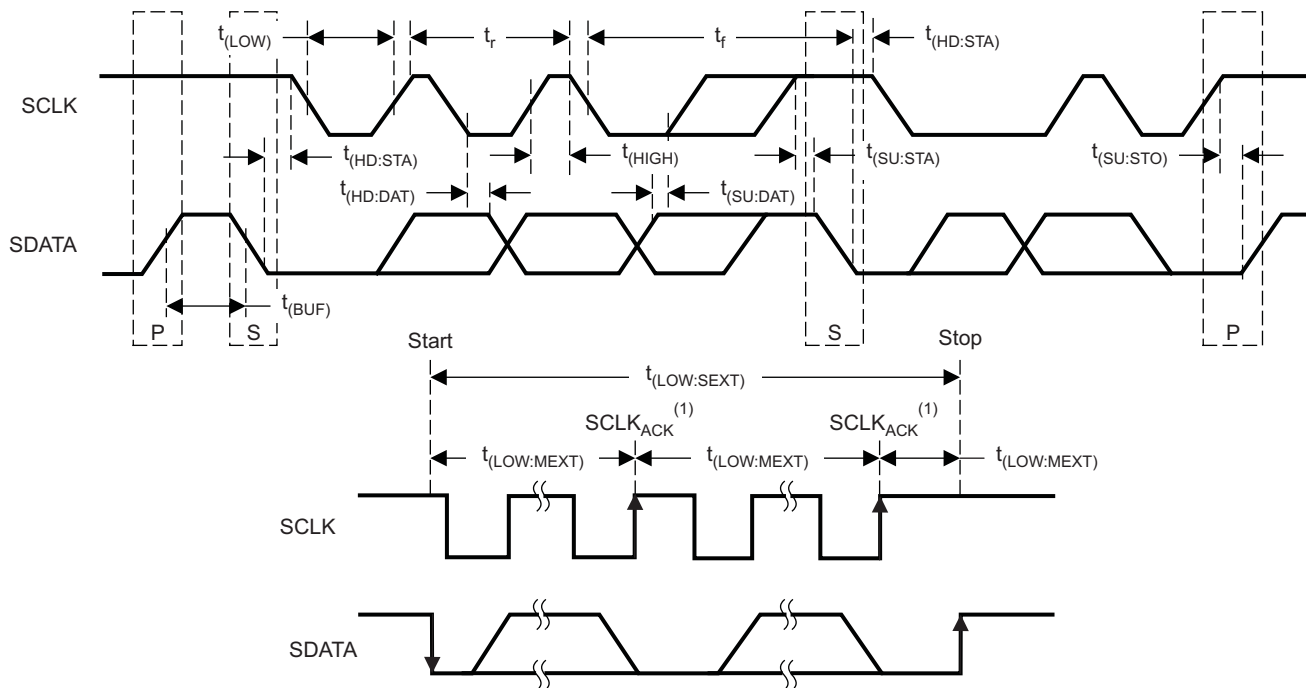 t(LOW)
tr
tf
t(HD:STA)
SCLK
t(HD:STA)
t(HIGH)
t(SU:STA)
t(SU:STO)
t(HD:DAT)
t(SU:DAT)
SDATA
t(BUF)
P
S
S
P
Start
Stop
t(LOW:SEXT)
SCLKACK(1)
SCLKACK(1)
t(LOW:MEXT)
t(LOW:MEXT)
t(LOW:MEXT)
SCLK
SDATA